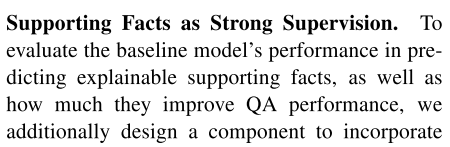 Supporting Facts as Strong Supervision. To
evaluate the baseline model's performance in pre-
dicting explainable supporting facts, as well as
how much they improve QA performance, we
additionally design a component to incorporate